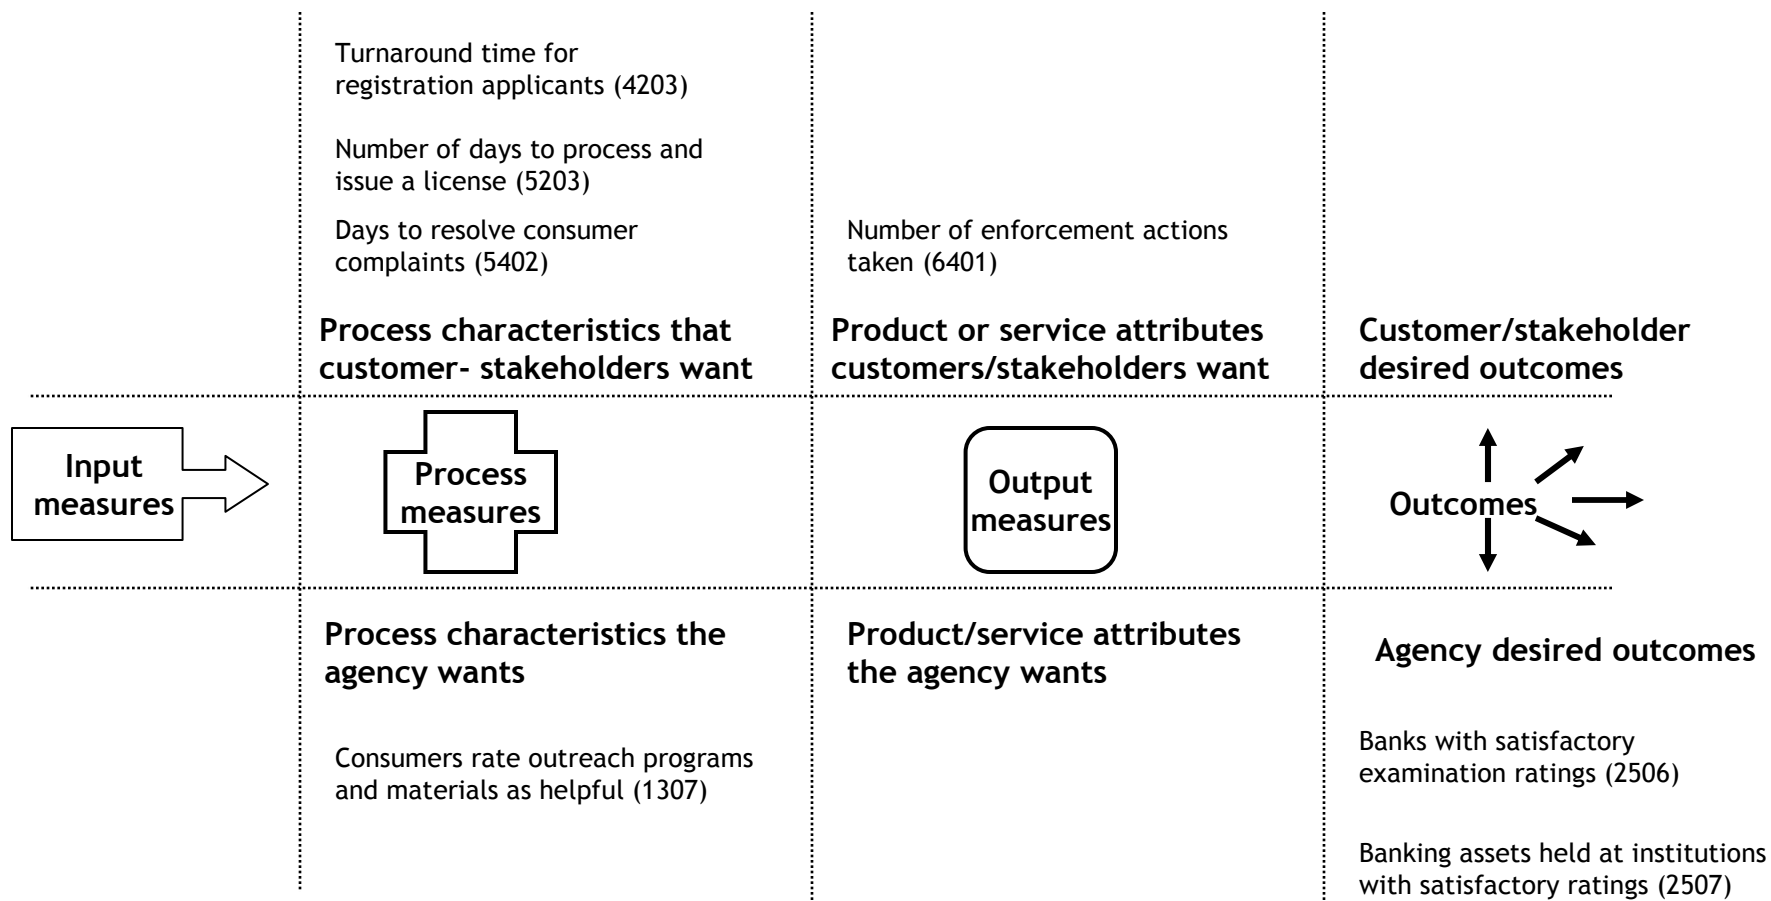 Turnaround time for
registration applicants (4203)
Number of days to process and
issue a license (5203)
Days to resolve consumer
complaints (5402)
Number of enforcement actions
taken (6401)
Process characteristics that
customer- stakeholders want
Product or service attributes
customers/stakeholders want
Customer/stakeholder
desired outcomes
Input
measures
Process
measures
Output
measures
Outcomes
Process characteristics the
agency wants
Product/service attributes
the agency wants
Agency desired outcomes
Consumers rate outreach programs
and materials as helpful (1307)
Banks with satisfactory
examination ratings (2506)
Banking assets held at institutions
with satisfactory ratings (2507)